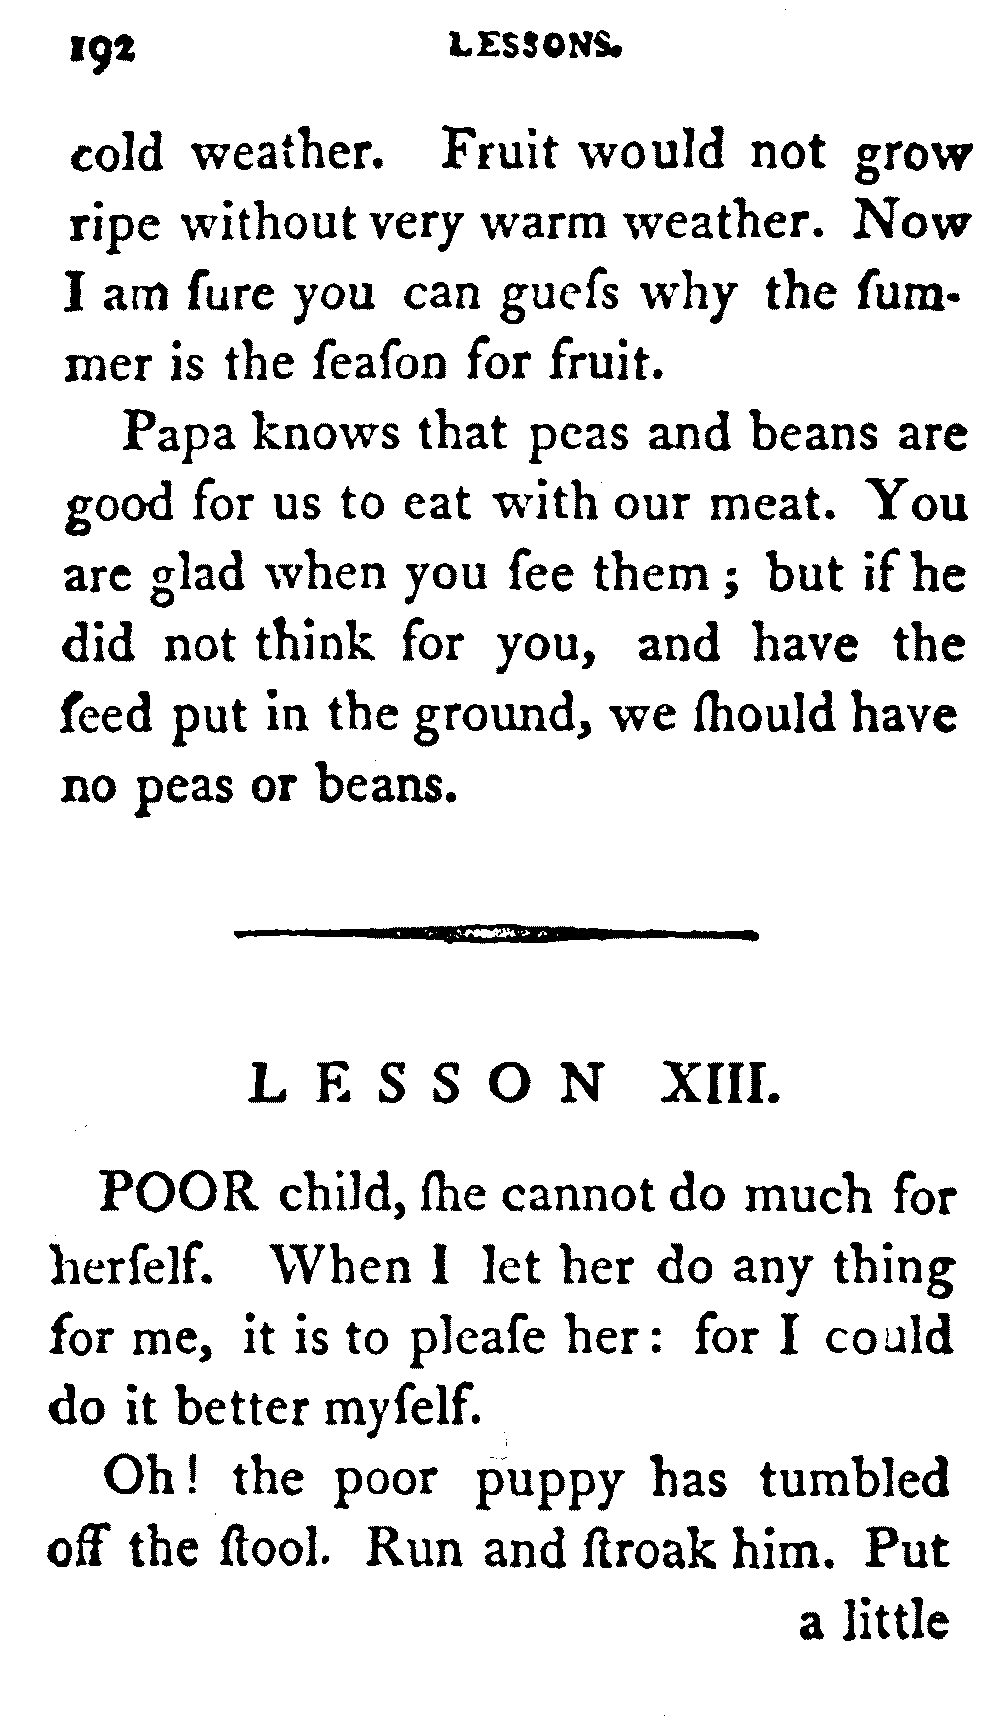 192 LESSONS.
cold weather. Fruit would not grow
ripe without very warm weather. Now
I am ſure you can gueſs why the ſum-
mer is the ſeaſon for fruit.
Papa knows that peas and beans are
good for us to eat with our meat. You
are glad when you ſee them ; but if he
did not think for you, and have the
ſeed put in the ground, we ſhould have
no peas or beans.
LESSON XIII.
POOR child, ſhe cannot do much for
herſelf. When I let her do any thing
for me, it is to pleaſe her : for I could
do it better myſelf.
Oh ! the poor puppy has tumbled
off the ſtool. Run and ſtroak him. Put
a little